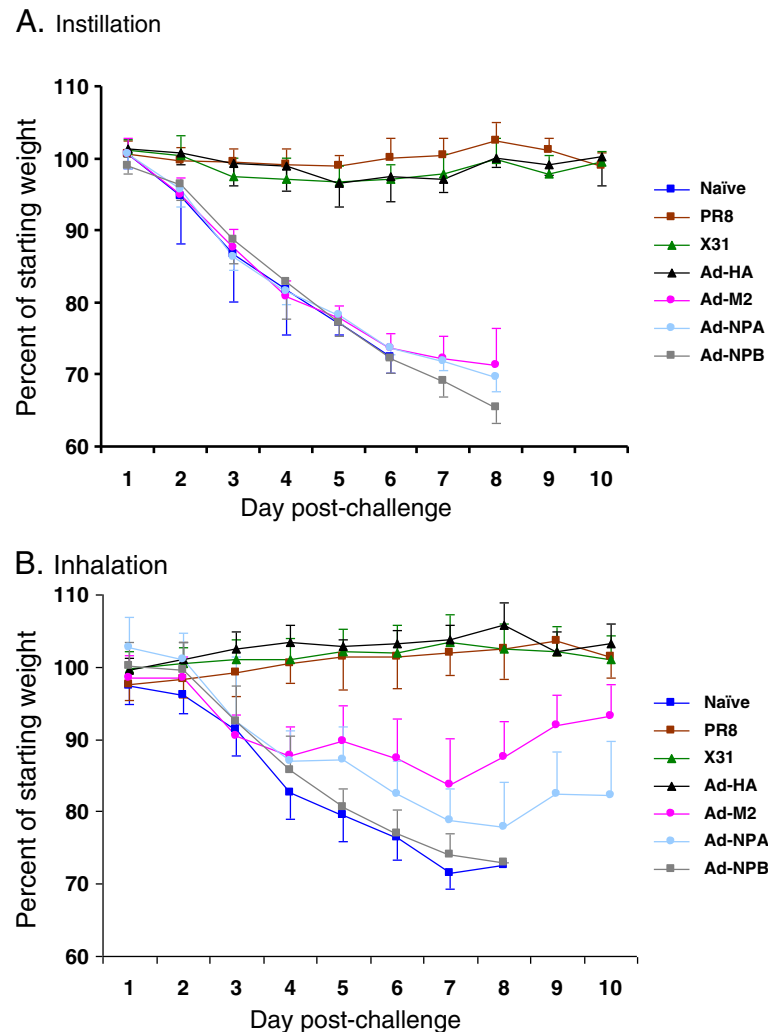 A. Instillation
110
100
90
80
70
60
Percent of starting weight
1 2 3 4 5 6 7 8 9 10
Day post-challenge
Naïve
PR8
X31
Ad-HA
Ad-M2
Ad-NPA
Ad-NPB
B. Inhalation
110
100
90
80
70
60
Percent of starting weight
1 2 3 4 5 6 7 8 9 10
Day post-challenge
Naïve
PR8
X31
Ad-HA
Ad-M2
Ad-NPA
Ad-NPB